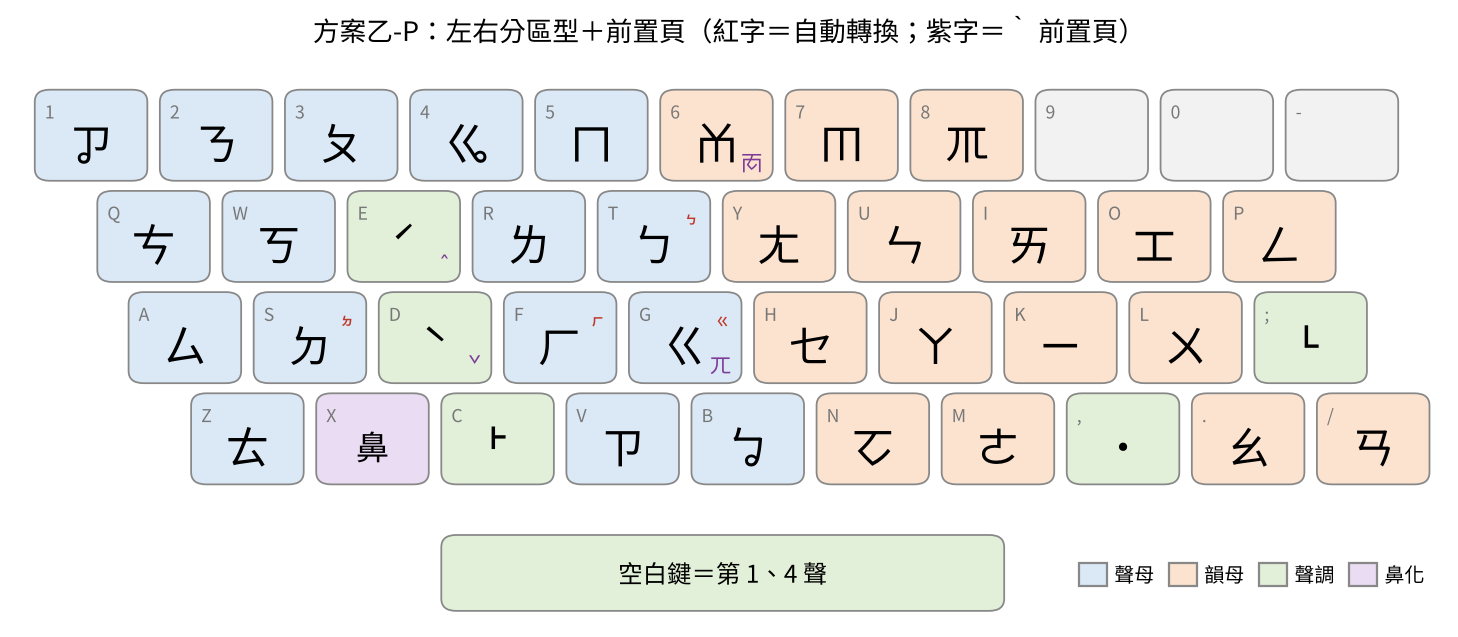 方案乙-P：左右分區型＋前置頁（紅字＝自動轉換；紫字＝｀前置頁）
1 ㆡ 2 ㄋ 3 ㄆ 4 ㆣ 5 ㄇ 6 ㆯ 丙 7 ㆬ 8 ㆭ 9 0 -
Q ㄘ W ㄎ E ˊ ˆ R ㄌ T ㄅ ㄣ Y ㄤ U ㄣ I ㄞ O ㆲ P ㄥ
A ㄙ S ㄉ ㄉ D ˋ ˇ F ㄏ ㄏ G ㄍ ㄍ ㄫ H ㄝ J ㄚ K ㄧ L ㄨ ; ㄴ
Z ㄊ X 鼻 C ㅏ V ㄗ B ㆠ N ㆦ M ㄜ , • . ㄠ / ㄢ
空白鍵＝第 1、4 聲
聲母 韻母 聲調 鼻化